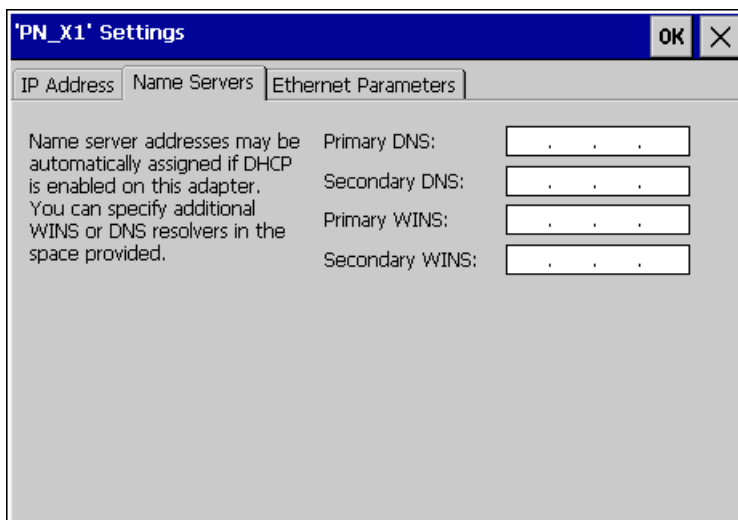 'PN_X1' Settings
OK
IP Address
Name Servers
Ethernet Parameters
Name server addresses may be
automatically assigned if DHCP
is enabled on this adapter.
You can specify additional
WINS or DNS resolvers in the
space provided.
Primary DNS: . . .
Secondary DNS: . . .
Primary WINS: . . .
Secondary WINS: . . .